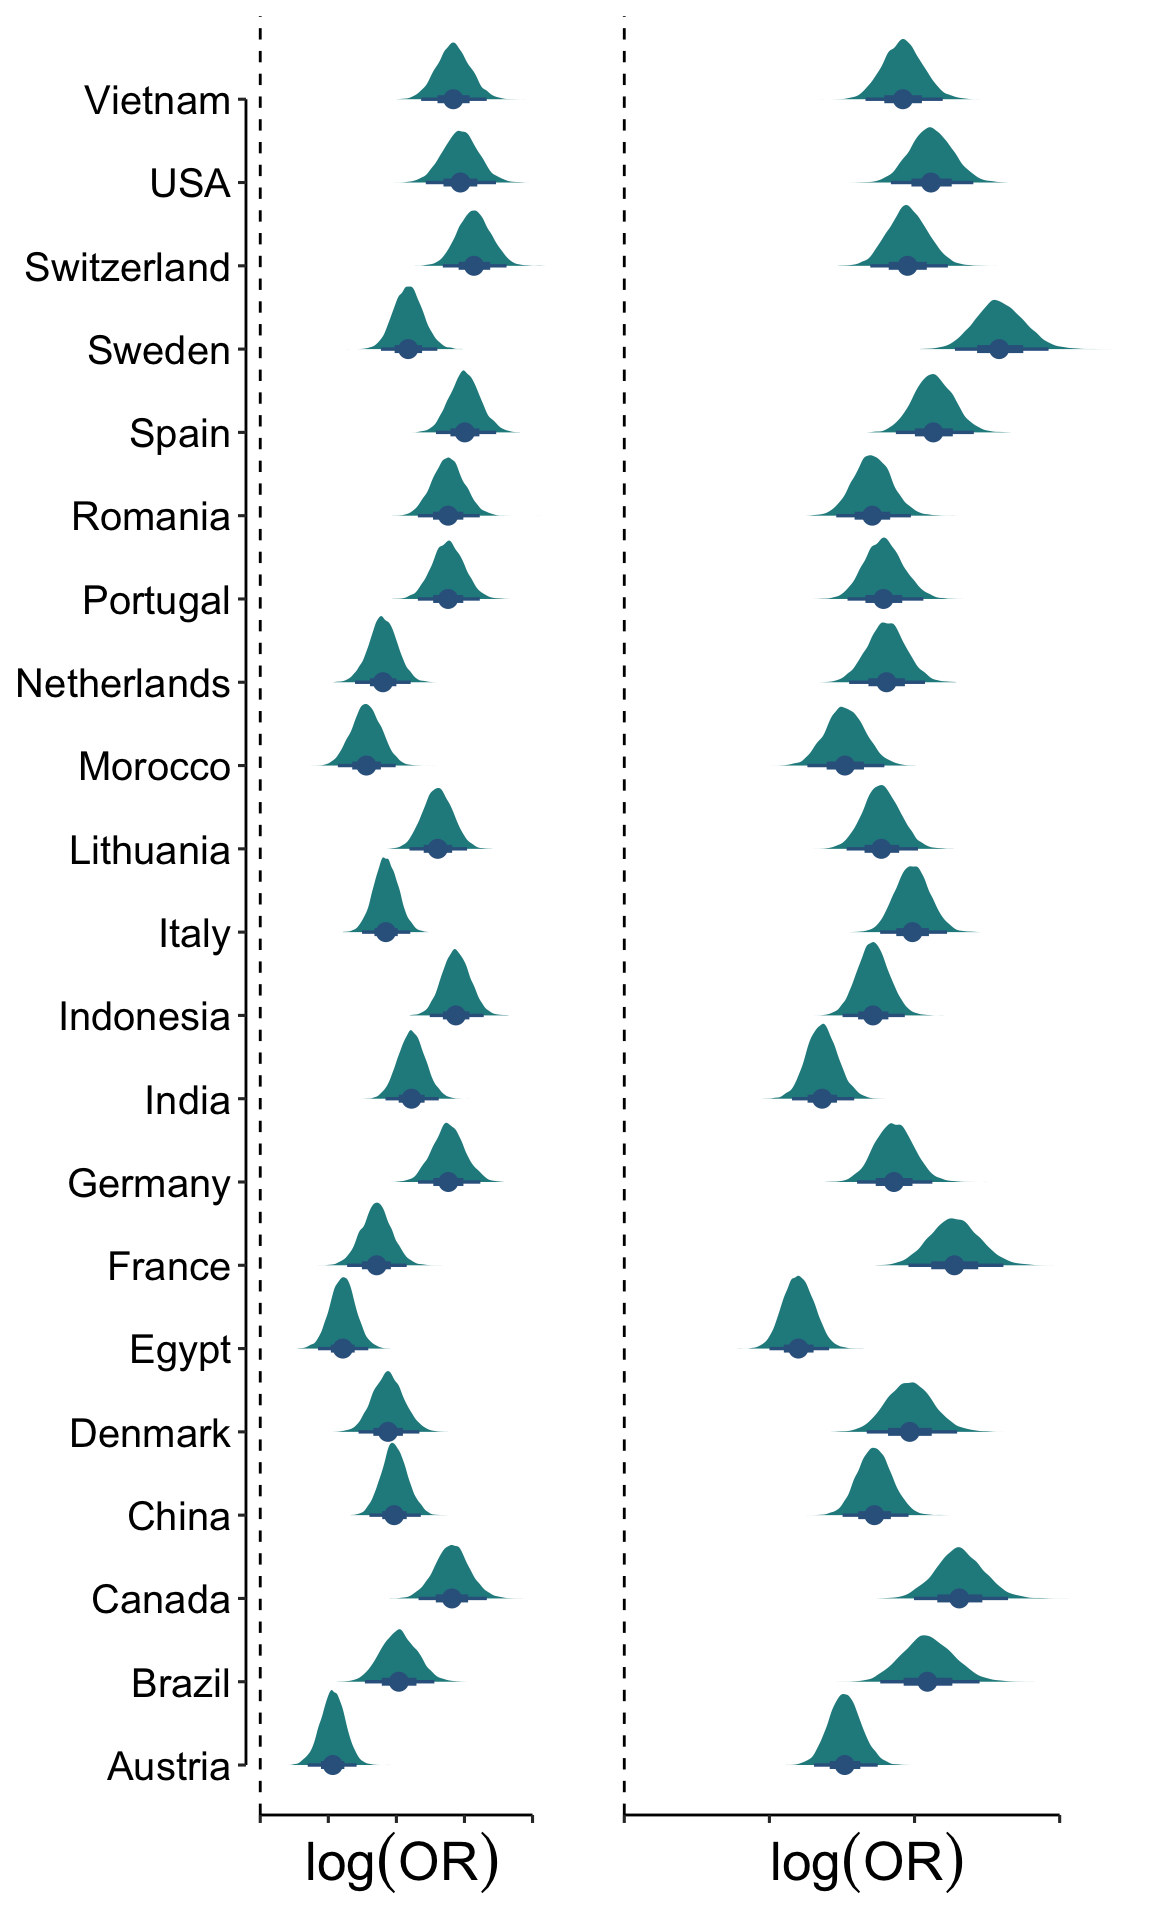 Vietnam
USA
Switzerland
Sweden
Spain
Romania
Portugal
Netherlands
Morocco
Lithuania
Italy
Indonesia
India
Germany
France
Egypt
Denmark
China
Canada
Brazil
Austria
log(OR) log(OR)